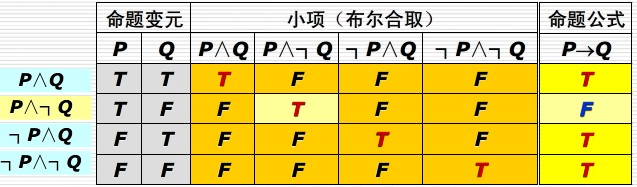 命题变元 小项（布尔合取） 命题公式
P Q P∧Q P∧¬Q ¬P∧Q ¬P∧¬Q P→Q
P∧Q T T T F F F T
P∧¬Q T F F T F F F
¬P∧Q F T F F T F T
¬P∧¬Q F F F F F T T